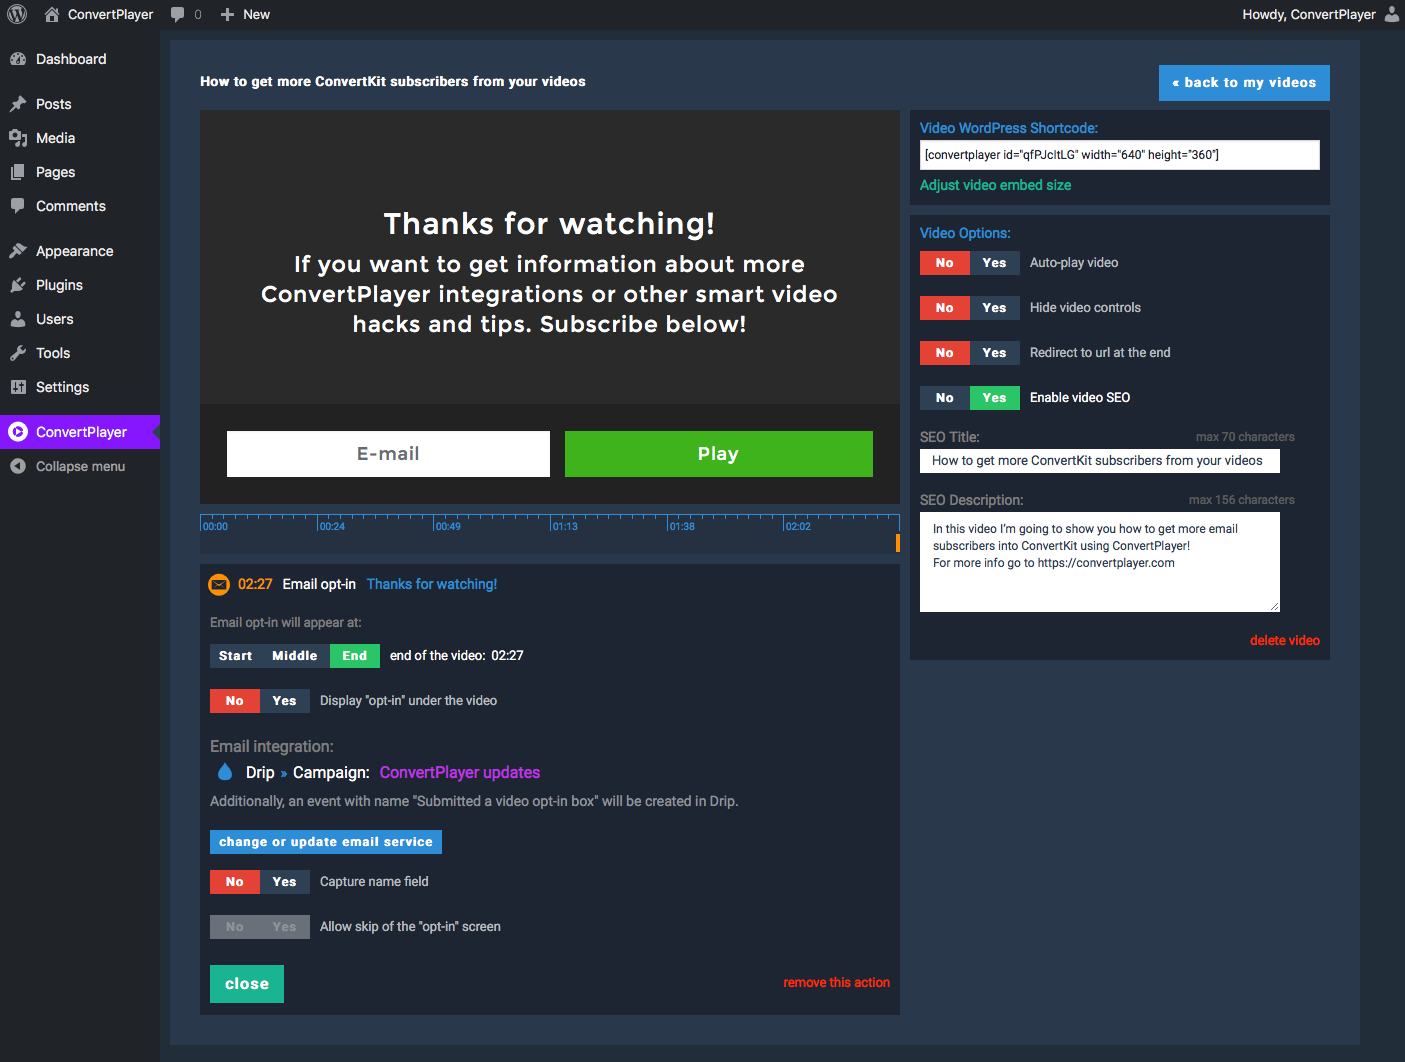 ConvertPlayer
0
New
Howdy, ConvertPlayer
Dashboard
Posts
Media
Pages
Comments
Appearance
Plugins
Users
Tools
Settings
ConvertPlayer
Collapse menu
How to get more ConvertKit subscribers from your videos
« back to my videos
Thanks for watching!
If you want to get information about more
ConvertPlayer integrations or other smart video
hacks and tips. Subscribe below!
E-mail
Play
00:00
00:24
00:49
01:13
01:38
02:02
02:27 Email opt-in Thanks for watching!
Email opt-in will appear at:
Start Middle End end of the video: 02:27
No Yes Display "opt-in" under the video
Email integration:
Drip » Campaign: ConvertPlayer updates
Additionally, an event with name "Submitted a video opt-in box" will be created in Drip.
change or update email service
No Yes Capture name field
No Yes Allow skip of the "opt-in" screen
close
remove this action
Video WordPress Shortcode:
[convertplayer id="qfPJcItLG" width="640" height="360"]
Adjust video embed size
Video Options:
No Yes Auto-play video
No Yes Hide video controls
No Yes Redirect to url at the end
No Yes Enable video SEO
SEO Title: max 70 characters
How to get more ConvertKit subscribers from your videos
SEO Description: max 156 characters
In this video I'm going to show you how to get more email
subscribers into ConvertKit using ConvertPlayer!
For more info go to https://convertplayer.com
delete video